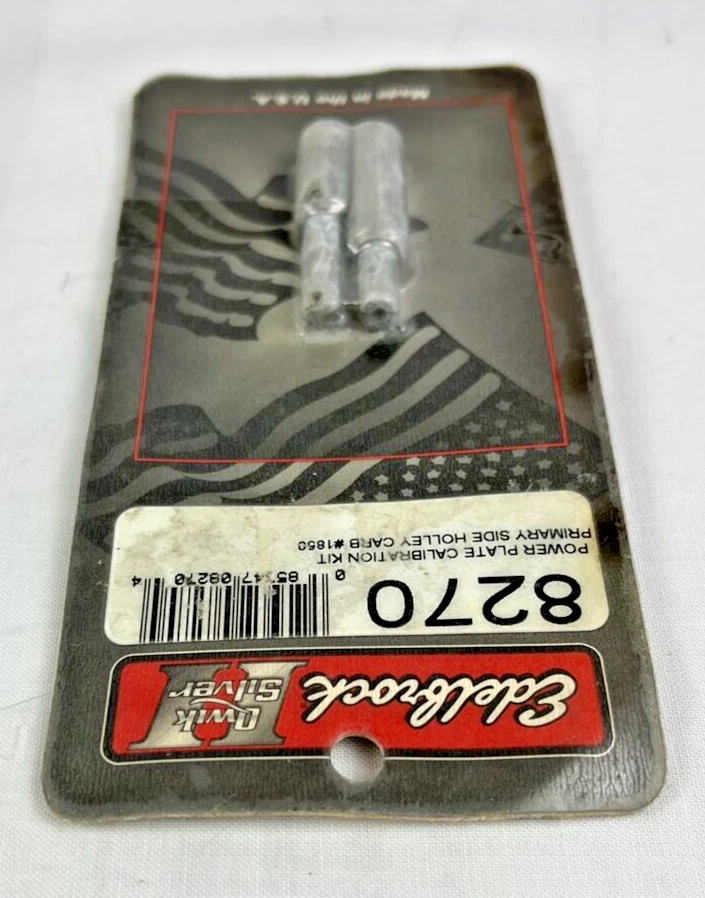 Edelbrock
Qwik
Silver
II
8270
0 85347 08270 4
POWER PLATE CALIBRATION KIT
PRIMARY SIDE HOLLEY CARB #1850
Made in the U.S.A.